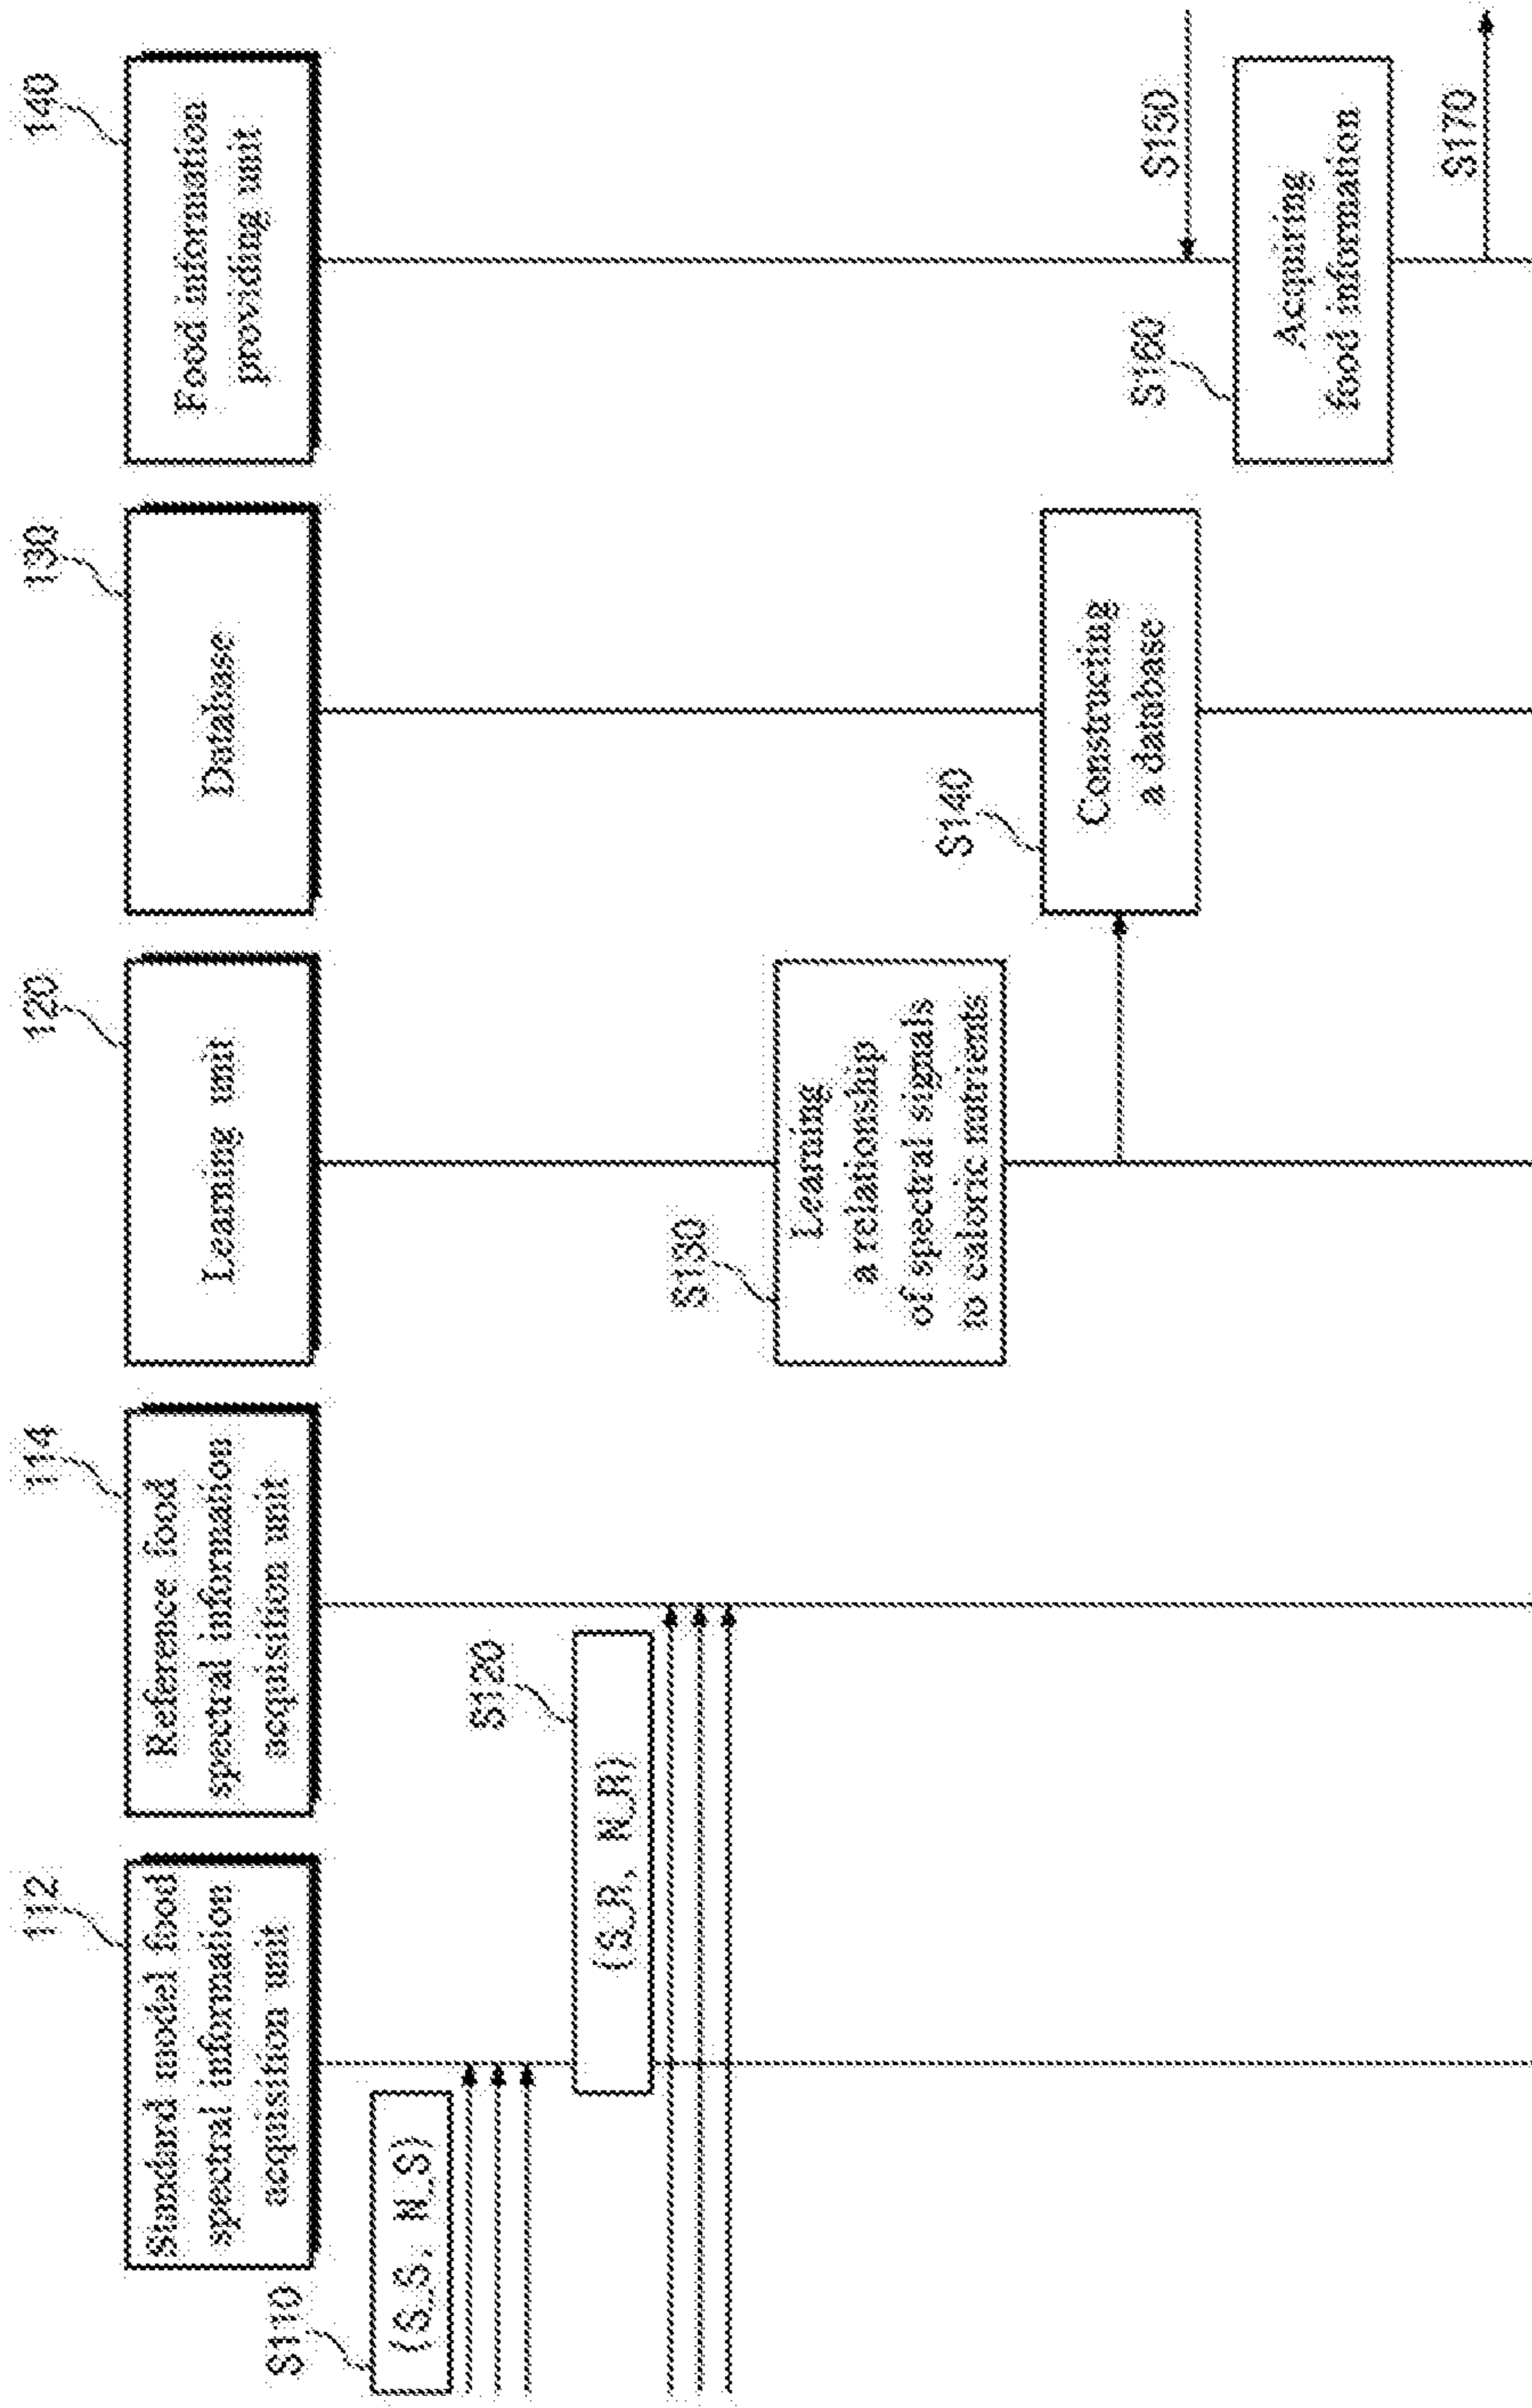 112
Standard model food
spectral information
acquisition unit
114
Reference food
spectral information
acquisition unit
120
Learning unit
130
Database
140
Food information
providing unit
S110
(S_S, N_S)
S120
(S_R, N_R)
S130
Learning
a relationship
of spectral signals
to caloric nutrients
S140
Constructing
a database
S150
S160
Acquiring
food information
S170